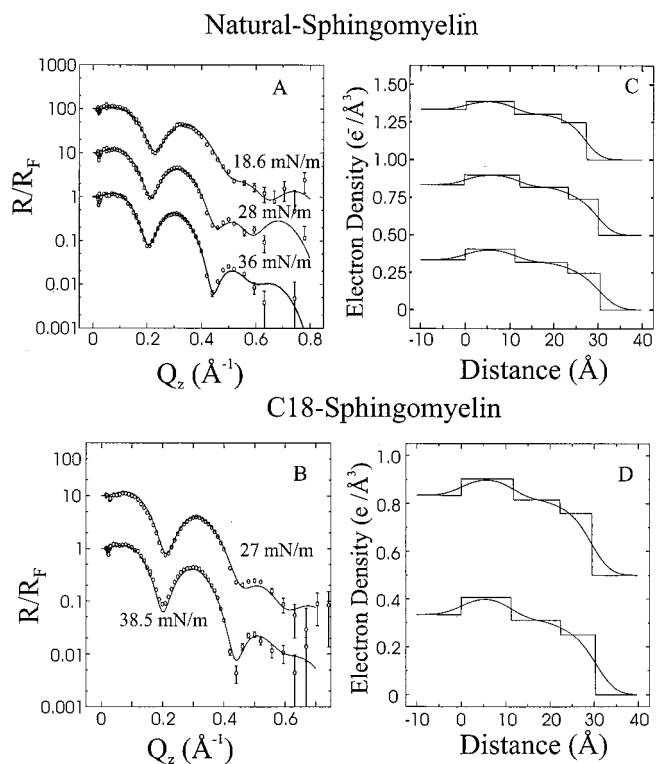 Natural-Sphingomyelin
A
R/R_F
1000
100
10
1
0.1
0.01
0.001
18.6 mN/m
28 mN/m
36 mN/m
0 0.2 0.4 0.6 0.8
Q_z (Å⁻¹)
C
Electron Density (e⁻/Å³)
1.50
1.25
1.00
0.75
0.50
0.25
0
-10 0 10 20 30 40
Distance (Å)
C18-Sphingomyelin
B
R/R_F
100
10
1
0.1
0.01
0.001
27 mN/m
38.5 mN/m
0 0.2 0.4 0.6
Q_z (Å⁻¹)
D
Electron Density (e /Å³)
1.0
0.8
0.6
0.4
0.2
0
-10 0 10 20 30 40
Distance (Å)